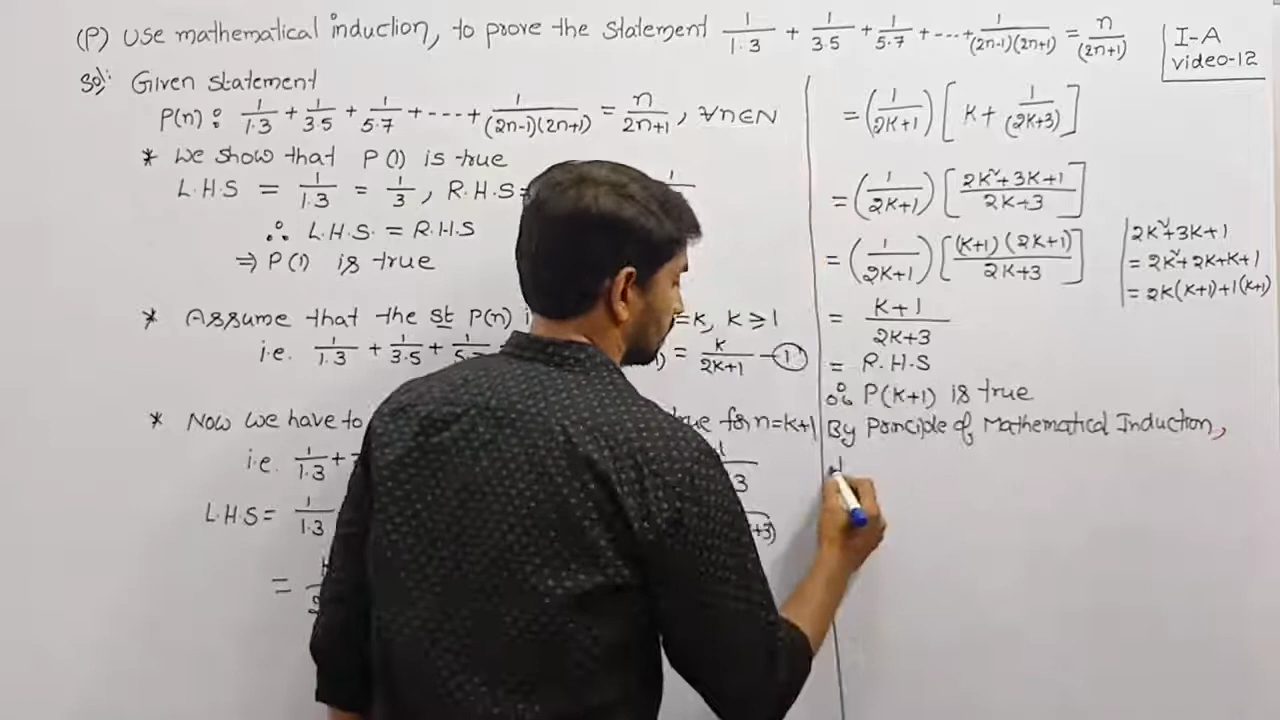 (P) Use mathematical induction, to prove the statement 1/1.3 + 1/3.5 + 1/5.7 + --- + 1/(2n-1)(2n+1) = n/(2n+1)
I-A
video-12
Sol: Given statement
P(n): 1/1.3 + 1/3.5 + 1/5.7 + ---- + 1/(2n-1)(2n+1) = n/2n+1, ∀n∈N
* We show that P(1) is true
L.H.S = 1/1.3 = 1/3, R.H.S=
∴ L.H.S. = R.H.S
⇒ P(1) is true
* Assume that the st P(n) =k, k≥1
i.e. 1/1.3 + 1/3.5 + = k/2k+1 — 1
* Now we have to for n=k+1
i.e. 1/1.3 +
L.H.S = 1/1.3
=
= (1/2k+1) [k + 1/(2k+3)]
= (1/2k+1) [2k²+3k+1/2k+3]
= (1/2k+1) [(k+1)(2k+1)/2k+3]
= k+1/2k+3
= R.H.S
∴ P(k+1) is true
By Principle of Mathematical Induction,
2k²+3k+1
= 2k²+2k+k+1
= 2k(k+1)+1(k+1)